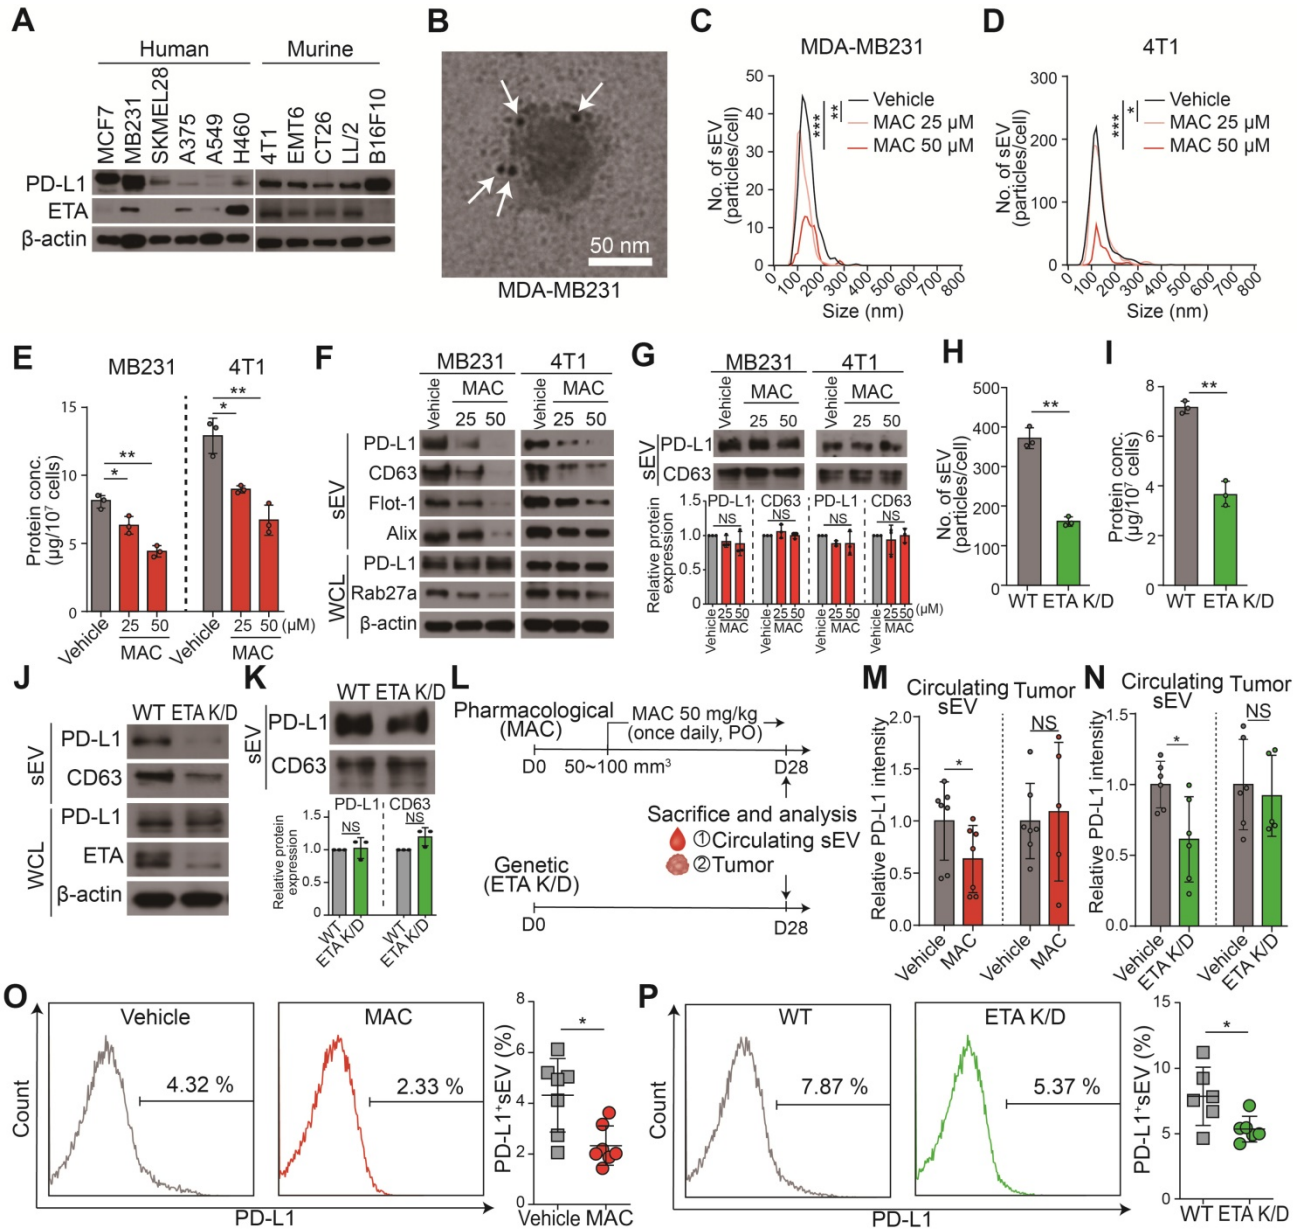 A
Human
Murine
MCF7
MB231
SKMEL28
A375
A549
H460
4T1
EMT6
CT26
LL/2
B16F10
PD-L1
ETA
β-actin
B
50 nm
MDA-MB231
C
MDA-MB231
No. of sEV
(particles/cell)
50
40
30
20
10
0
Vehicle
MAC 25 µM
MAC 50 µM
***
**
0
100
200
300
400
500
600
700
800
Size (nm)
D
4T1
No. of sEV
(particles/cell)
300
200
100
0
Vehicle
MAC 25 µM
MAC 50 µM
***
*
0
100
200
300
400
500
600
700
800
Size (nm)
E
MB231
4T1
Protein conc.
(µg/10⁷ cells)
15
10
5
0
**
*
**
*
Vehicle
25
50
MAC
Vehicle
25
50
(µM)
MAC
F
MB231
4T1
Vehicle
MAC
25 50
Vehicle
MAC
25 50
sEV
PD-L1
CD63
Flot-1
Alix
WCL
PD-L1
Rab27a
β-actin
G
MB231
4T1
Vehicle
MAC
25 50
Vehicle
MAC
25 50
sEV
PD-L1
CD63
Relative protein
expression
1.5
1.0
0.5
0
PD-L1
CD63
PD-L1
CD63
NS
NS
NS
NS
Vehicle
25
50
MAC
Vehicle
25
50
MAC
Vehicle
25
50
MAC
Vehicle
25
50
MAC
(µM)
H
No. of sEV
(particles/cell)
500
400
300
200
100
0
**
WT ETA K/D
I
Protein conc.
(µg/10⁷ cells)
8
6
4
2
0
**
WT ETA K/D
J
WT ETA K/D
sEV
PD-L1
CD63
WCL
PD-L1
ETA
β-actin
K
WT ETA K/D
sEV
PD-L1
CD63
Relative protein
expression
1.5
1.0
0.5
0
PD-L1
CD63
NS
NS
WT
ETA K/D
WT
ETA K/D
L
Pharmacological
(MAC)
MAC 50 mg/kg
(once daily, PO)
D0
50~100 mm³
D28
Sacrifice and analysis
①Circulating sEV
②Tumor
Genetic
(ETA K/D)
D0
D28
M
Circulating
sEV
Tumor
Relative PD-L1 intensity
2.0
1.5
1.0
0.5
0.0
*
NS
Vehicle
MAC
Vehicle
MAC
N
Circulating
sEV
Tumor
Relative PD-L1 intensity
1.5
1.0
0.5
0.0
*
NS
Vehicle
ETA K/D
Vehicle
ETA K/D
O
Count
Vehicle
4.32 %
MAC
2.33 %
PD-L1
PD-L1⁺sEV (%)
8
6
4
2
0
*
Vehicle MAC
P
Count
WT
7.87 %
ETA K/D
5.37 %
PD-L1
PD-L1⁺sEV (%)
15
10
5
0
*
WT ETA K/D